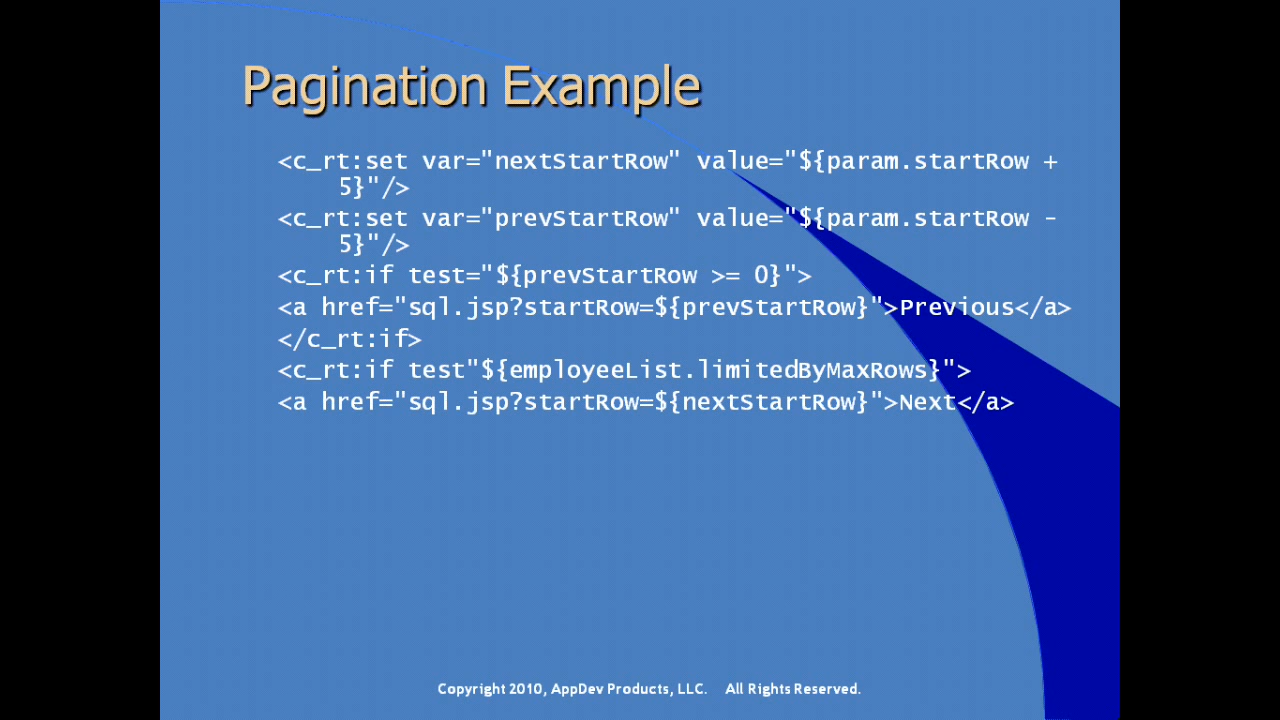 Pagination Example
<c_rt:set var="nextStartRow" value="${param.startRow +
5}"/>
<c_rt:set var="prevStartRow" value="${param.startRow -
5}"/>
<c_rt:if test="${prevStartRow >= 0}">
<a href="sql.jsp?startRow=${prevStartRow}">Previous</a>
</c_rt:if>
<c_rt:if test"${employeeList.limitedByMaxRows}">
<a href="sql.jsp?startRow=${nextStartRow}">Next</a>
Copyright 2010, AppDev Products, LLC. All Rights Reserved.